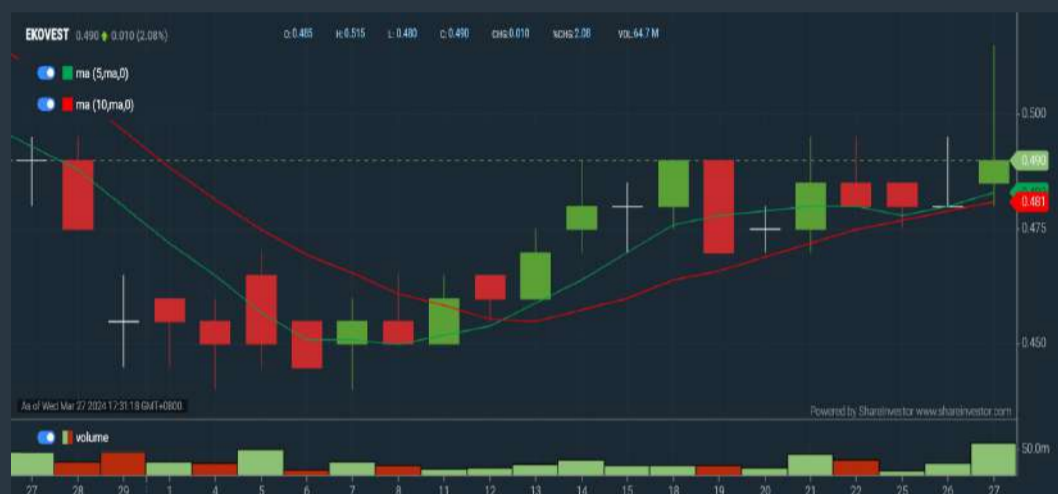 EKOVEST 0.490 0.010 (2.08%) O:0.485 H:0.515 L:0.480 C:0.490 CHG:0.010 %CHG:2.08 VOL:64.7 M
ma (5,ma,0)
ma (10,ma,0)
0.500
0.490
0.481
0.475
0.450
As of Wed Mar 27 2024 17:31:18 GMT+0800.
Powered by ShareInvestor www.shareinvestor.com
volume
50.0m
27 28 29 1 4 5 6 7 8 11 12 13 14 15 18 19 20 21 22 25 26 27